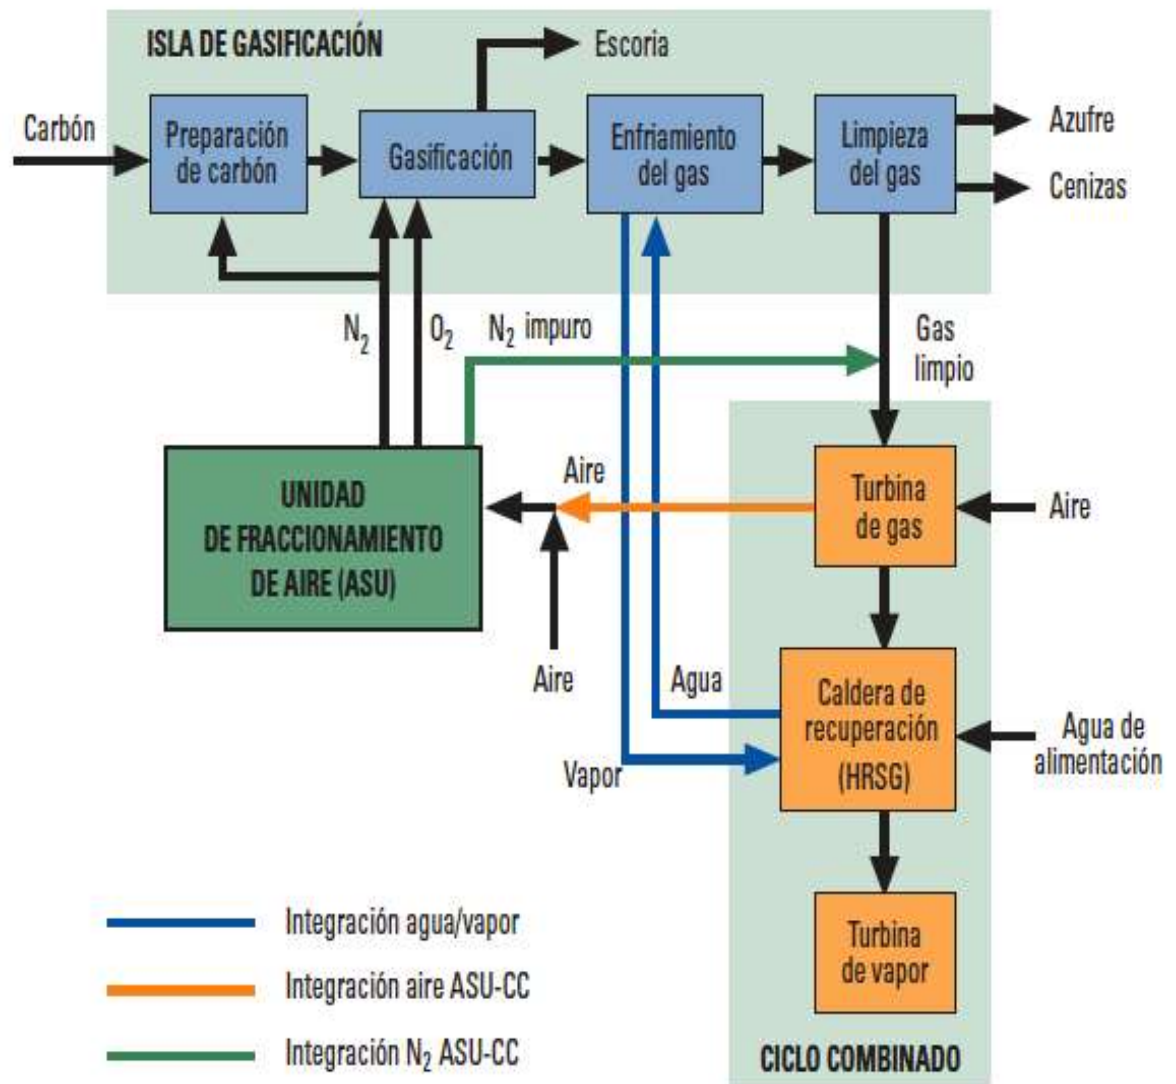 ISLA DE GASIFICACIÓN
Escoria
Carbón
Preparación
de carbón
Gasificación
Enfriamiento
del gas
Limpieza
del gas
Azufre
Cenizas
N2
O2
N2 impuro
Gas
limpio
UNIDAD
DE FRACCIONAMIENTO
DE AIRE (ASU)
Aire
Turbina
de gas
Aire
Aire
Agua
Vapor
Caldera de
recuperación
(HRSG)
Agua de
alimentación
Turbina
de vapor
CICLO COMBINADO
Integración agua/vapor
Integración aire ASU-CC
Integración N2 ASU-CC